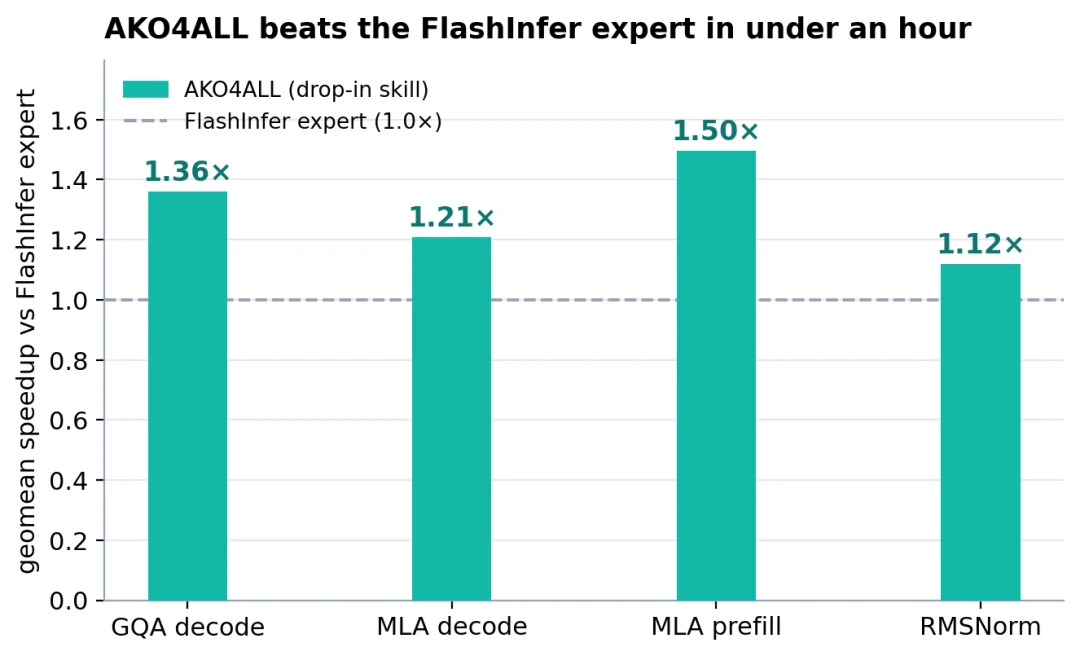 AKO4ALL beats the FlashInfer expert in under an hour
AKO4ALL (drop-in skill)
FlashInfer expert (1.0×)
geomean speedup vs FlashInfer expert
1.6
1.4
1.2
1.0
0.8
0.6
0.4
0.2
0.0
1.36×
1.21×
1.50×
1.12×
GQA decode
MLA decode
MLA prefill
RMSNorm